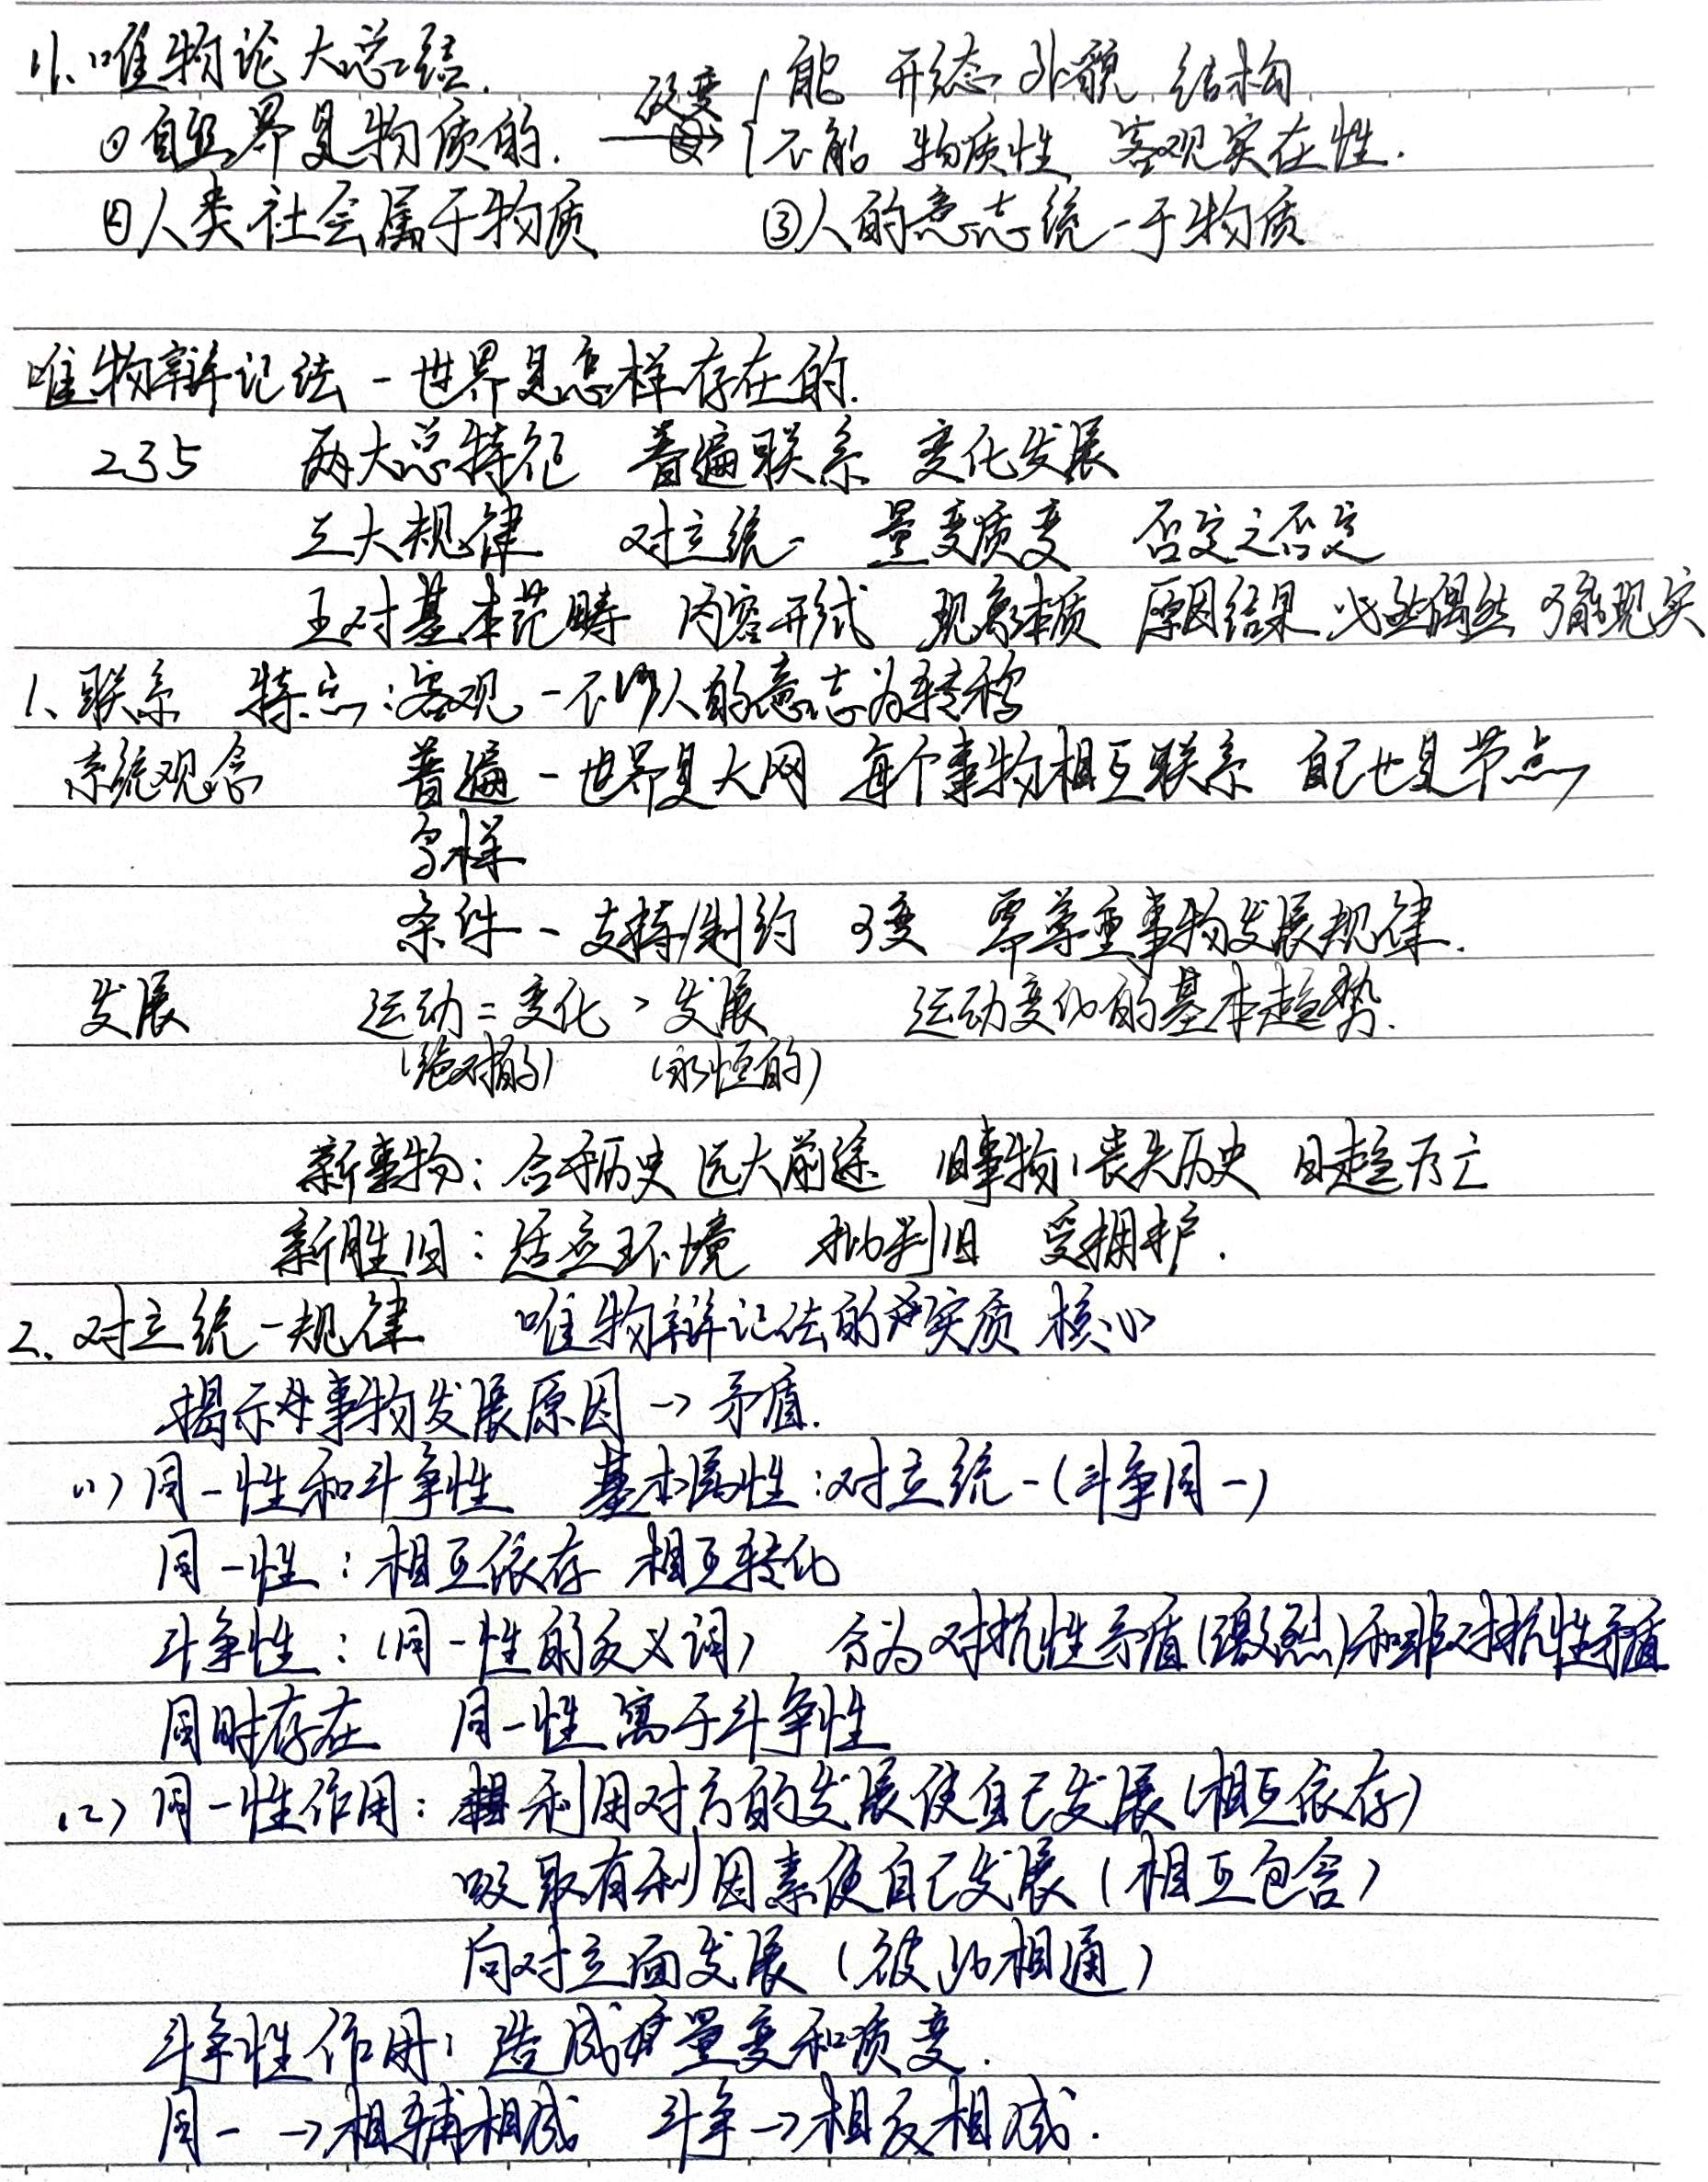 11、唯物论大总结.
①自然界是物质的. 改变→{能 形态 外貌 结构
不能 物质性 客观实在性.
②人类社会属于物质 ③人的意志统一于物质
唯物辩记法-世界是怎样存在的.
235 两大总特征 普遍联系 变化发展
三大规律 对立统一 量变质变 否定之否定
五对基本范畴 内容形式 现象本质 原因结果 必然偶然 可能现实
1、联系 特点:客观-不以人的意志为转移
系统观念 普遍-世界是大网 每个事物相互联系 自己也是节点
多样
条件-支持/制约 可变 要尊重事物发展规律.
发展 运动=变化>发展 运动变化的基本趋势.
(绝对的) (永恒的)
新事物:合乎历史 远大前途 旧事物:丧失历史 日趋灭亡
新胜旧:适应环境 批判旧 受拥护.
2、对立统一规律 唯物辩记法的实质 核心
揭示事物发展原因→矛盾.
(1)同一性和斗争性 基本属性:对立统一(斗争同一)
同一性:相互依存 相互转化
斗争性:(同一性的反义词) 分为对抗性矛盾(激烈)和非对抗性矛盾
同时存在 同一性寓于斗争性
(2)同一性作用:利用对方的发展使自己发展(相互依存)
吸取有利因素使自己发展(相互包含)
向对立面发展(彼此相通)
斗争性作用:造成量变和质变.
同一→相辅相成 斗争→相反相成.